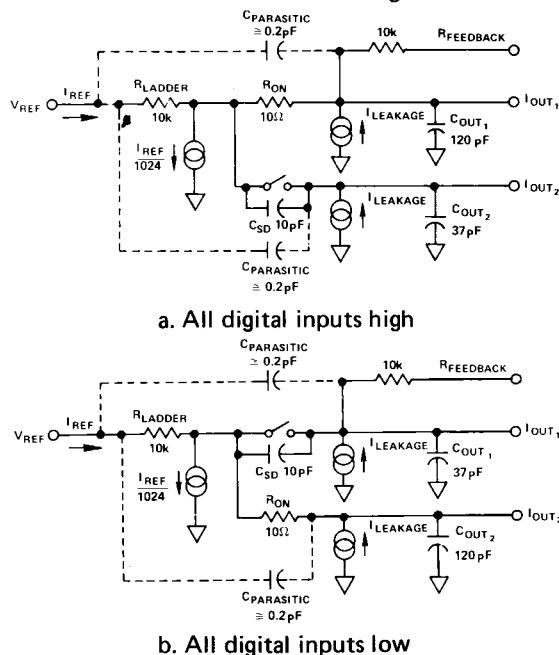 CPARASITIC
≅ 0.2pF
10k
RFEEDBACK
IREF
RLADDER
RON
VREF
10k
10Ω
IOUT1
ILEAKAGE
COUT1
120 pF
IREF
1024
IOUT2
ILEAKAGE
CSD 10pF
COUT2
37pF
CPARASITIC
≅ 0.2pF
a. All digital inputs high
CPARASITIC
≅ 0.2pF
10k
RFEEDBACK
IREF
RLADDER
VREF
10k
IOUT1
CSD 10pF
ILEAKAGE
COUT1
37pF
IREF
1024
RON
10Ω
IOUT2
ILEAKAGE
COUT2
120 pF
CPARASITIC
≅ 0.2pF
b. All digital inputs low